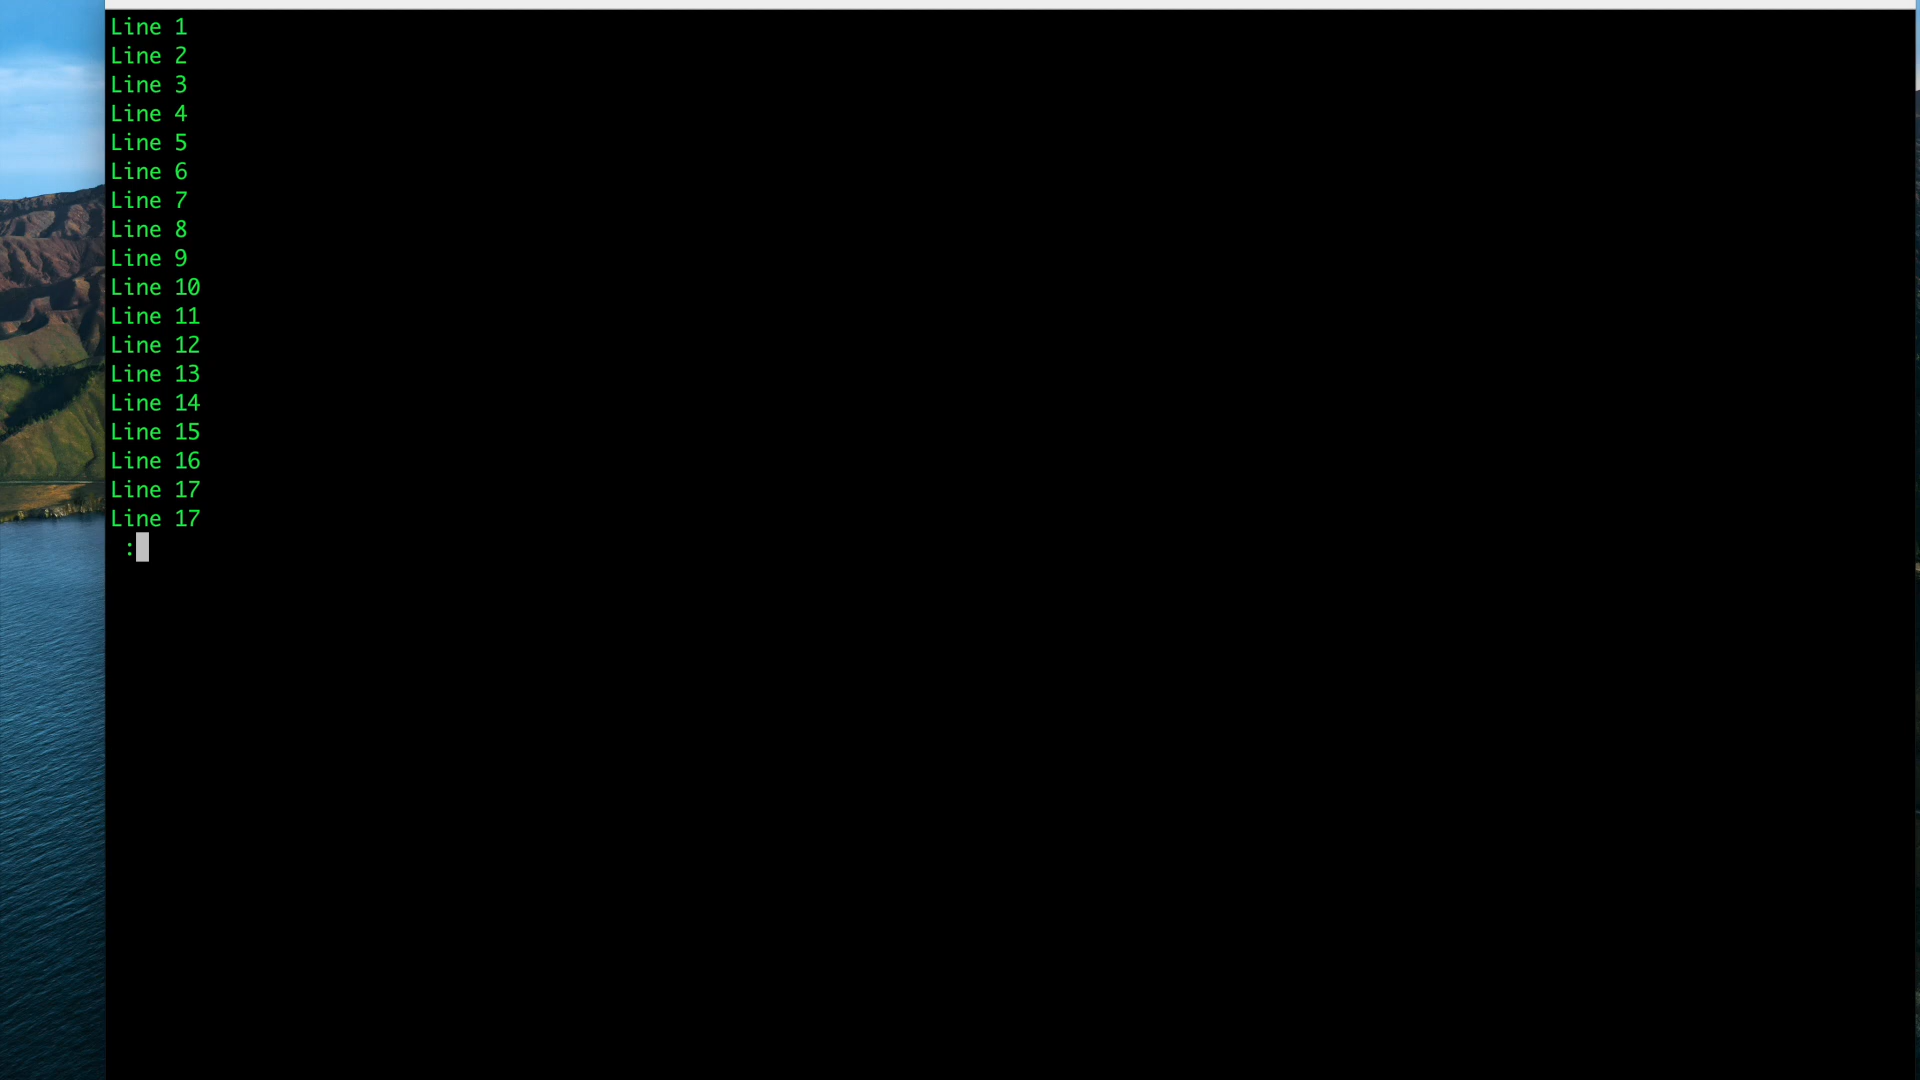 Line 1
Line 2
Line 3
Line 4
Line 5
Line 6
Line 7
Line 8
Line 9
Line 10
Line 11
Line 12
Line 13
Line 14
Line 15
Line 16
Line 17
Line 17
: